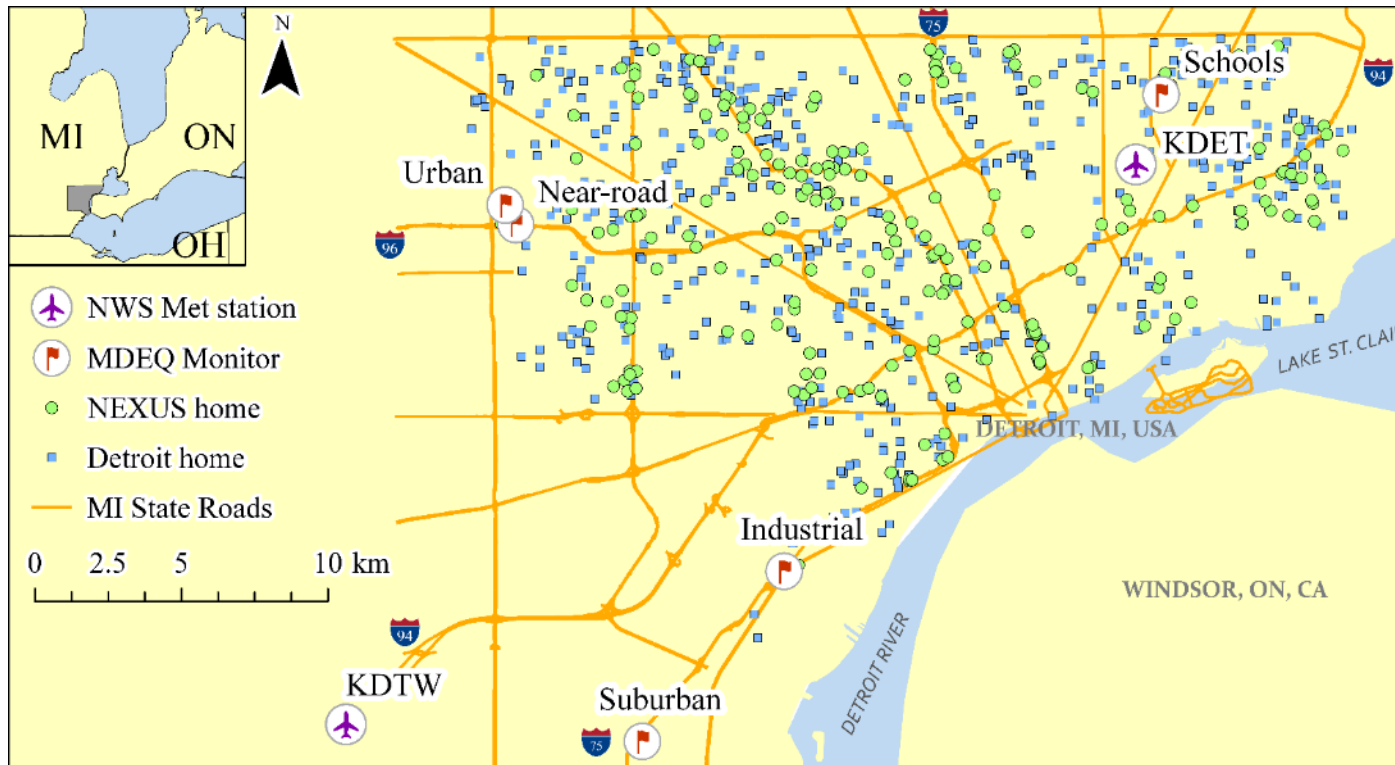 MI
ON
OH
N
NWS Met station
MDEQ Monitor
NEXUS home
Detroit home
MI State Roads
0
2.5
5
10 km
75
94
Schools
KDET
Urban
Near-road
96
LAKE ST. CLAI
DETROIT, MI, USA
Industrial
WINDSOR, ON, CA
94
DETROIT RIVER
KDTW
Suburban
75